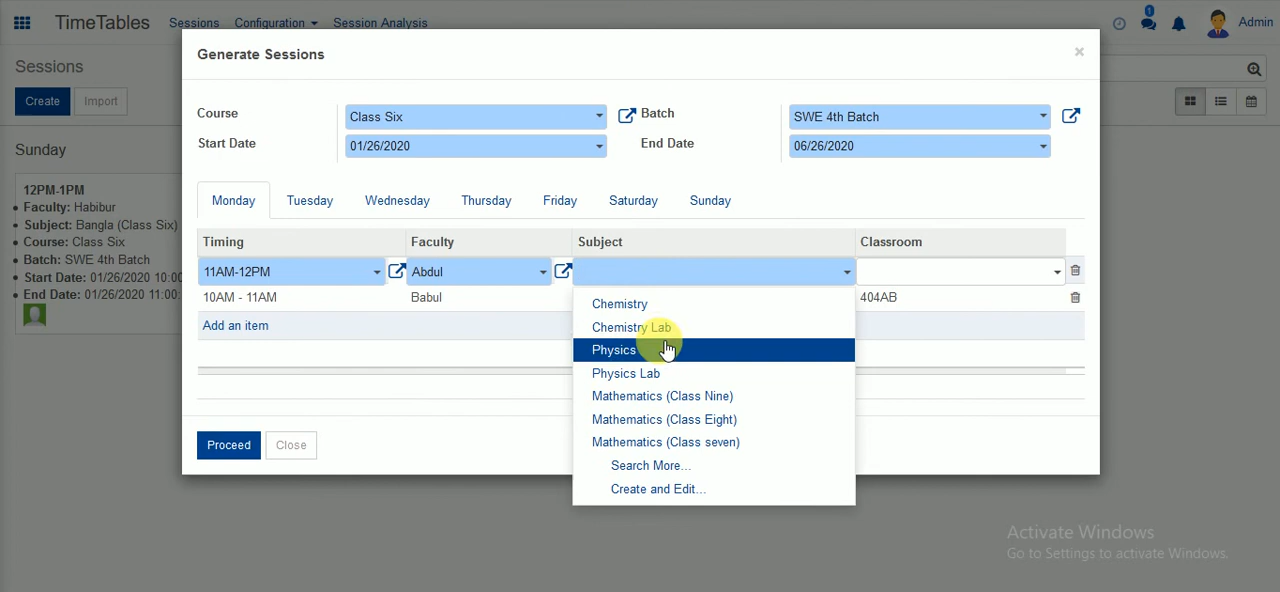 TimeTables Sessions Configuration Session Analysis 1 Admin
Sessions
Create Import
Sunday
12PM-1PM
Faculty: Habibur
Subject: Bangla (Class Six)
Course: Class Six
Batch: SWE 4th Batch
Start Date: 01/26/2020 10:00
End Date: 01/26/2020 11:00:
Generate Sessions ×
Course Class Six Batch SWE 4th Batch
Start Date 01/26/2020 End Date 06/26/2020
Monday Tuesday Wednesday Thursday Friday Saturday Sunday
Timing Faculty Subject Classroom
11AM-12PM Abdul
10AM - 11AM Babul 404AB
Add an item
Chemistry
Chemistry Lab
Physics
Physics Lab
Mathematics (Class Nine)
Mathematics (Class Eight)
Mathematics (Class seven)
Search More...
Create and Edit...
Proceed Close
Activate Windows
Go to Settings to activate Windows.